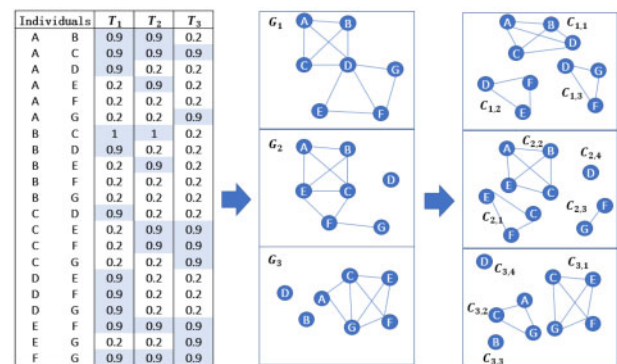 Individuals T1 T2 T3
A B 0.9 0.9 0.2
A C 0.9 0.9 0.9
A D 0.9 0.2 0.2
A E 0.2 0.9 0.2
A F 0.2 0.2 0.2
A G 0.2 0.2 0.9
B C 1 1 0.2
B D 0.9 0.2 0.2
B E 0.2 0.9 0.2
B F 0.2 0.2 0.2
B G 0.2 0.2 0.2
C D 0.9 0.2 0.2
C E 0.2 0.9 0.9
C F 0.2 0.9 0.9
C G 0.2 0.2 0.9
D E 0.9 0.2 0.2
D F 0.9 0.2 0.2
D G 0.9 0.2 0.2
E F 0.9 0.9 0.9
E G 0.2 0.2 0.9
F G 0.9 0.9 0.9
G1
A B
C D G
E F
G2
A B
D
E C
F G
G3
C E
D A
B G F
C1,1
A B
C D
D F D G
C1,2 E C1,3 F
A C2,2 B C2,4
D
E C
E C C2,3 F
C2,1 F G
D C3,4 C3,1
C E
C3,2 A
C G G F
B
C3,3